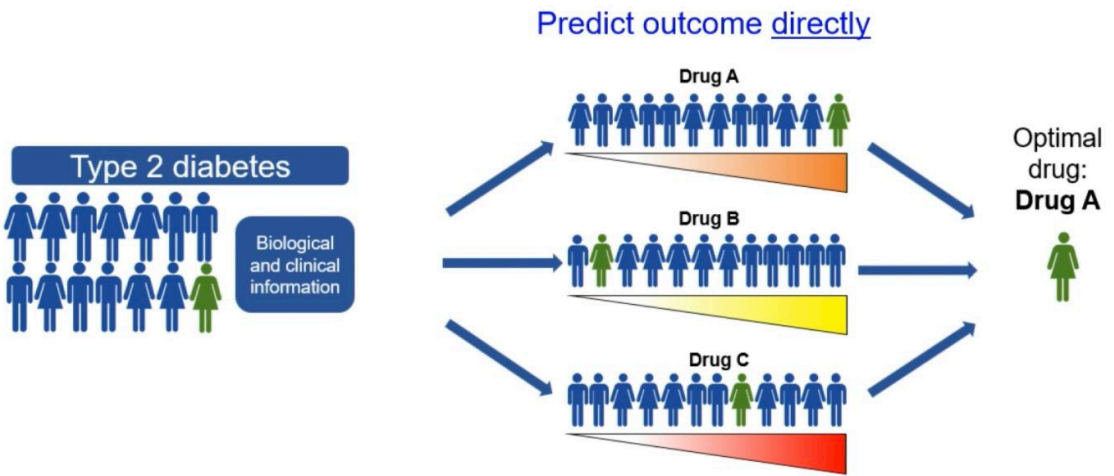 Predict outcome directly
Drug A
Type 2 diabetes
Biological
and clinical
information
Drug B
Drug C
Optimal
drug:
Drug A